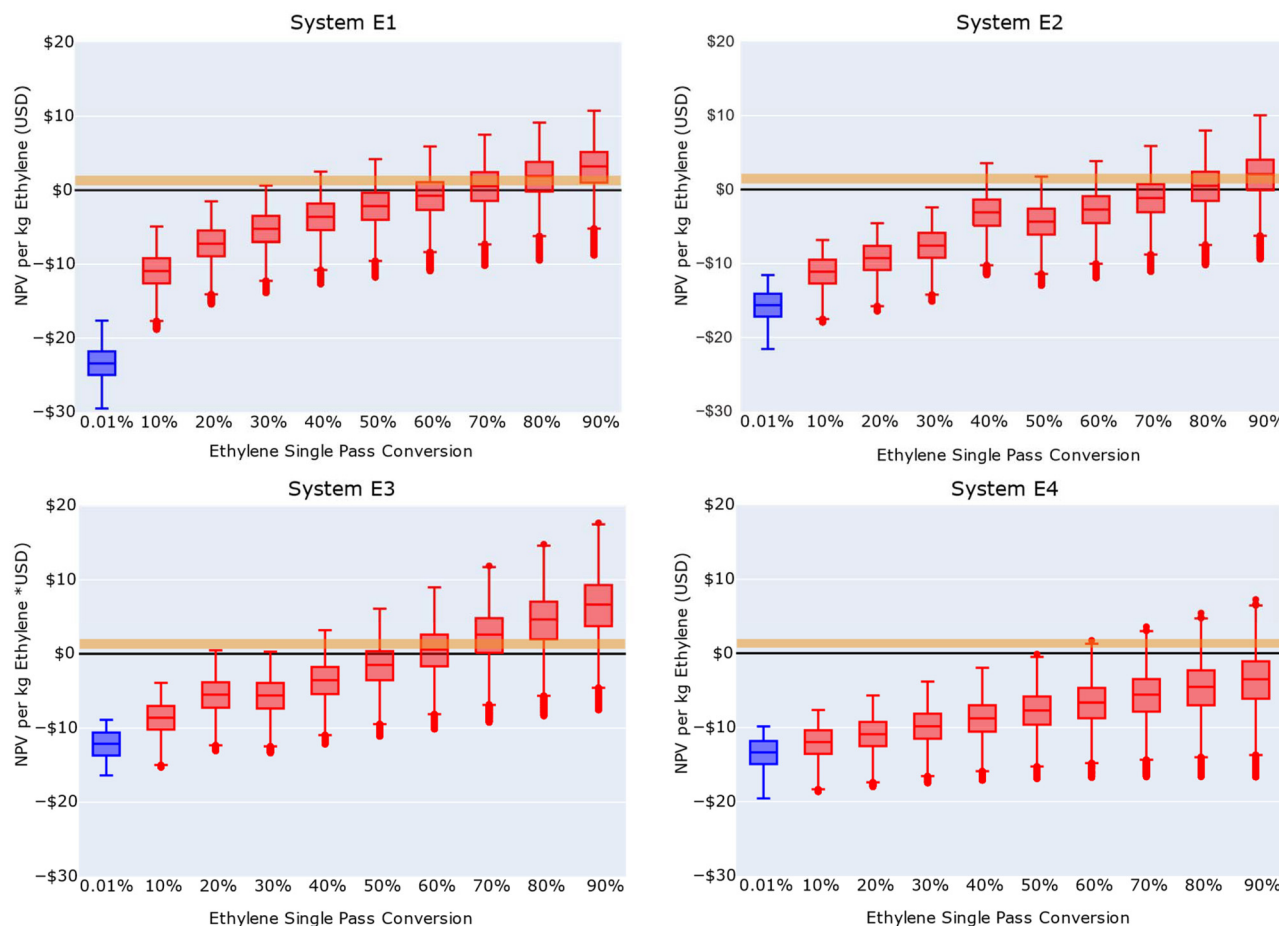 System E1
NPV per kg Ethylene (USD)
$20
$10
$0
−$10
−$20
−$30
0.01% 10% 20% 30% 40% 50% 60% 70% 80% 90%
Ethylene Single Pass Conversion
System E2
NPV per kg Ethylene (USD)
$20
$10
$0
−$10
−$20
−$30
0.01% 10% 20% 30% 40% 50% 60% 70% 80% 90%
Ethylene Single Pass Conversion
System E3
NPV per kg Ethylene *USD)
$20
$10
$0
−$10
−$20
−$30
0.01% 10% 20% 30% 40% 50% 60% 70% 80% 90%
Ethylene Single Pass Conversion
System E4
NPV per kg Ethylene (USD)
$20
$10
$0
−$10
−$20
−$30
0.01% 10% 20% 30% 40% 50% 60% 70% 80% 90%
Ethylene Single Pass Conversion